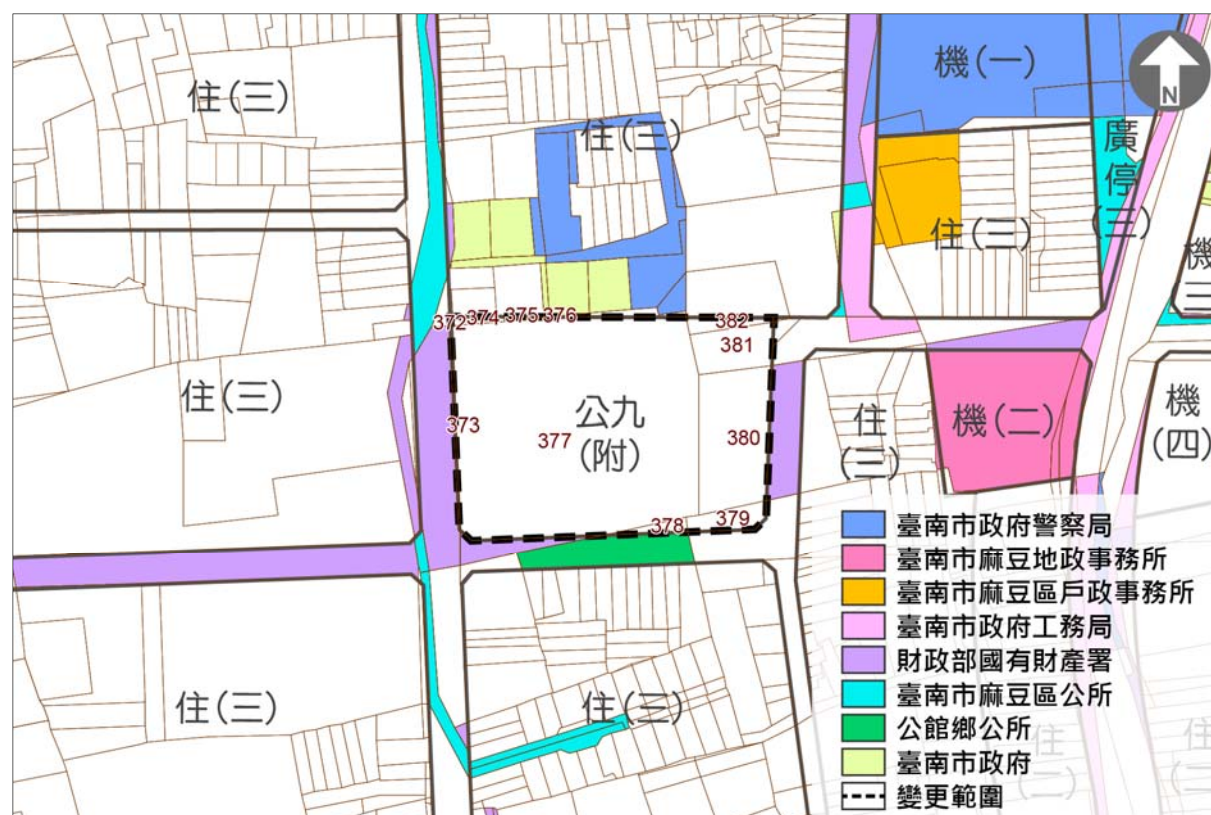 機(一)
N
住(三)
住(三)
廣
停
(三)
住(三)
機
三
372
374
375
376
382
381
住(三)
373
377
公九
(附)
380
住
(三)
機(二)
機
(四)
378
379
臺南市政府警察局
臺南市麻豆地政事務所
臺南市麻豆區戶政事務所
臺南市政府工務局
財政部國有財產署
臺南市麻豆區公所
公館鄉公所
臺南市政府
變更範圍
住(三)
住(三)
住
(二)
住
(二